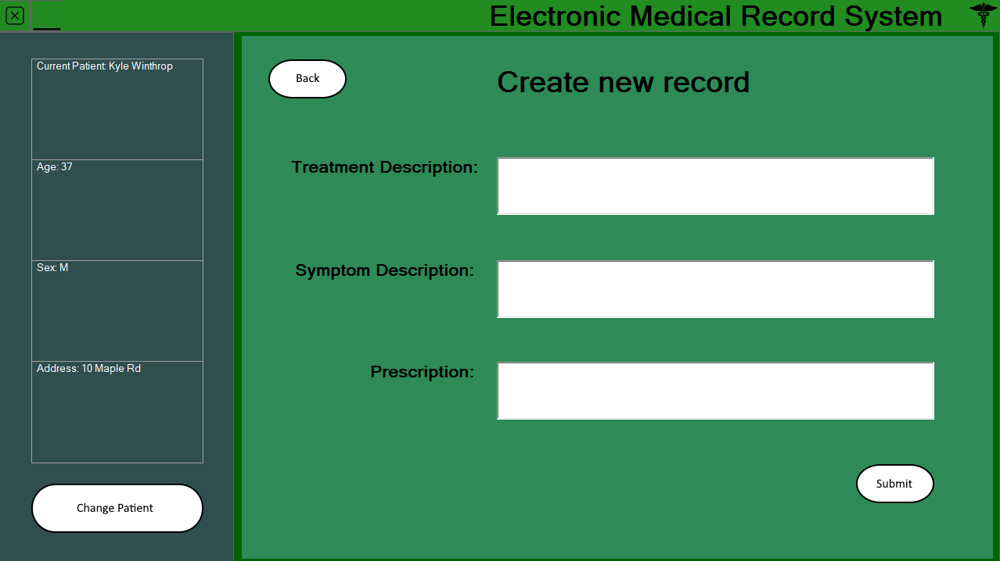 Electronic Medical Record System
Current Patient: Kyle Winthrop
Age: 37
Sex: M
Address: 10 Maple Rd
Change Patient
Back
Create new record
Treatment Description:
Symptom Description:
Prescription:
Submit